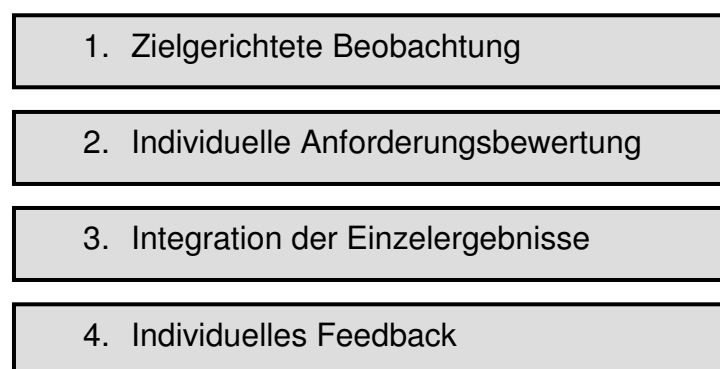 1. Zielgerichtete Beobachtung
2. Individuelle Anforderungsbewertung
3. Integration der Einzelergebnisse
4. Individuelles Feedback